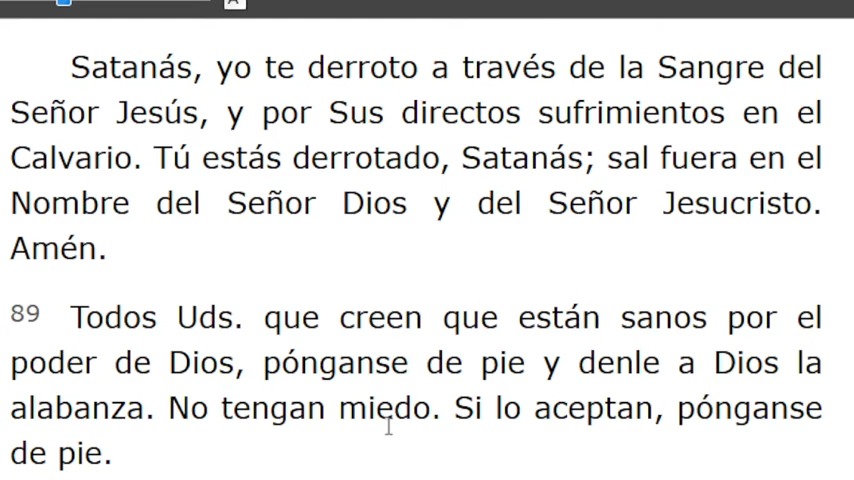 A
Satanás, yo te derroto a través de la Sangre del
Señor Jesús, y por Sus directos sufrimientos en el
Calvario. Tú estás derrotado, Satanás; sal fuera en el
Nombre del Señor Dios y del Señor Jesucristo.
Amén.
89 Todos Uds. que creen que están sanos por el
poder de Dios, pónganse de pie y denle a Dios la
alabanza. No tengan miedo. Si lo aceptan, pónganse
de pie.